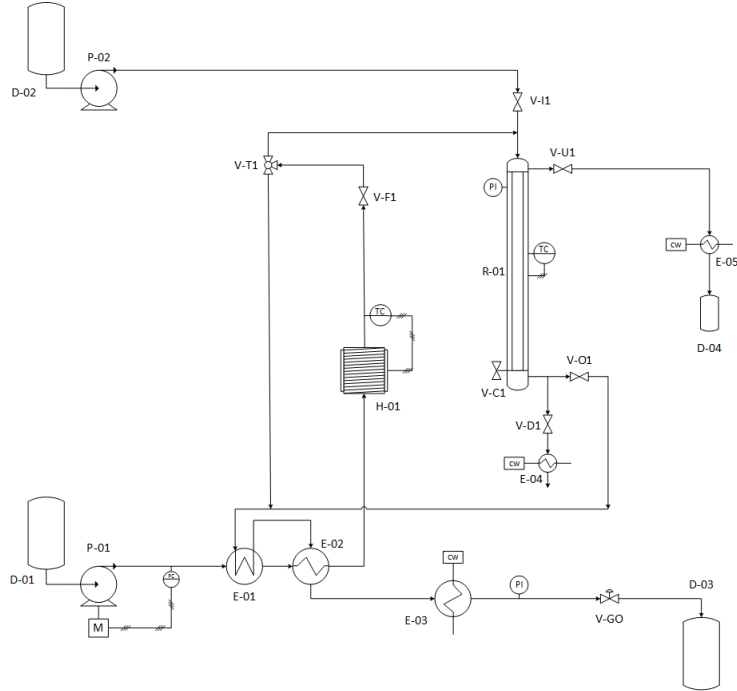 P-02
D-02
V-I1
V-T1
V-U1
PI
V-F1
TC
cw
E-05
R-01
TC
D-04
V-O1
V-C1
H-01
V-D1
cw
E-04
P-01
E-02
D-01
E-01
cw
PI
D-03
E-03
V-GO
M